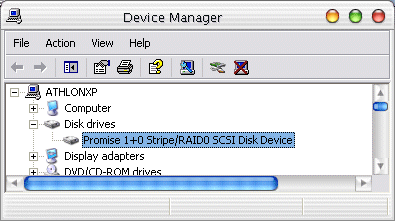 Device Manager
File Action View Help
ATHLONXP
Computer
Disk drives
Promise 1+0 Stripe/RAID0 SCSI Disk Device
Display adapters
DVD/CD-ROM drives